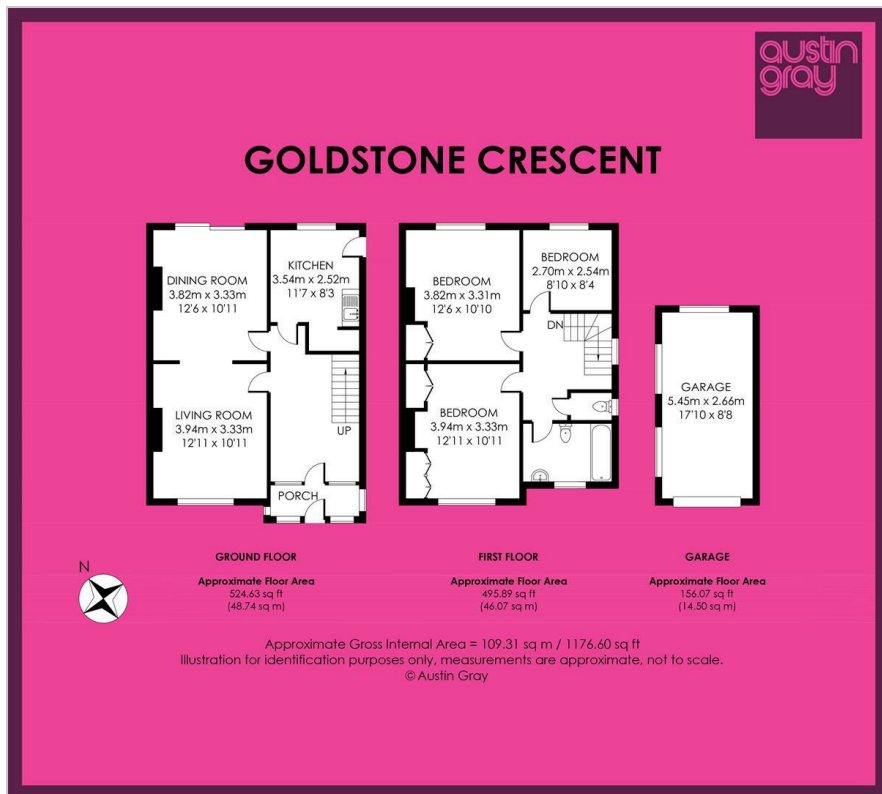 austin
gray
GOLDSTONE CRESCENT
DINING ROOM
3.82m x 3.33m
12'6 x 10'11
KITCHEN
3.54m x 2.52m
11'7 x 8'3
LIVING ROOM
3.94m x 3.33m
12'11 x 10'11
UP
PORCH
BEDROOM
3.82m x 3.31m
12'6 x 10'10
BEDROOM
2.70m x 2.54m
8'10 x 8'4
DN
BEDROOM
3.94m x 3.33m
12'11 x 10'11
GARAGE
5.45m x 2.66m
17'10 x 8'8
N
GROUND FLOOR
Approximate Floor Area
524.63 sq ft
(48.74 sq m)
FIRST FLOOR
Approximate Floor Area
495.89 sq ft
(46.07 sq m)
GARAGE
Approximate Floor Area
156.07 sq ft
(14.50 sq m)
Approximate Gross Internal Area = 109.31 sq m / 1176.60 sq ft
Illustration for identification purposes only, measurements are approximate, not to scale.
© Austin Gray